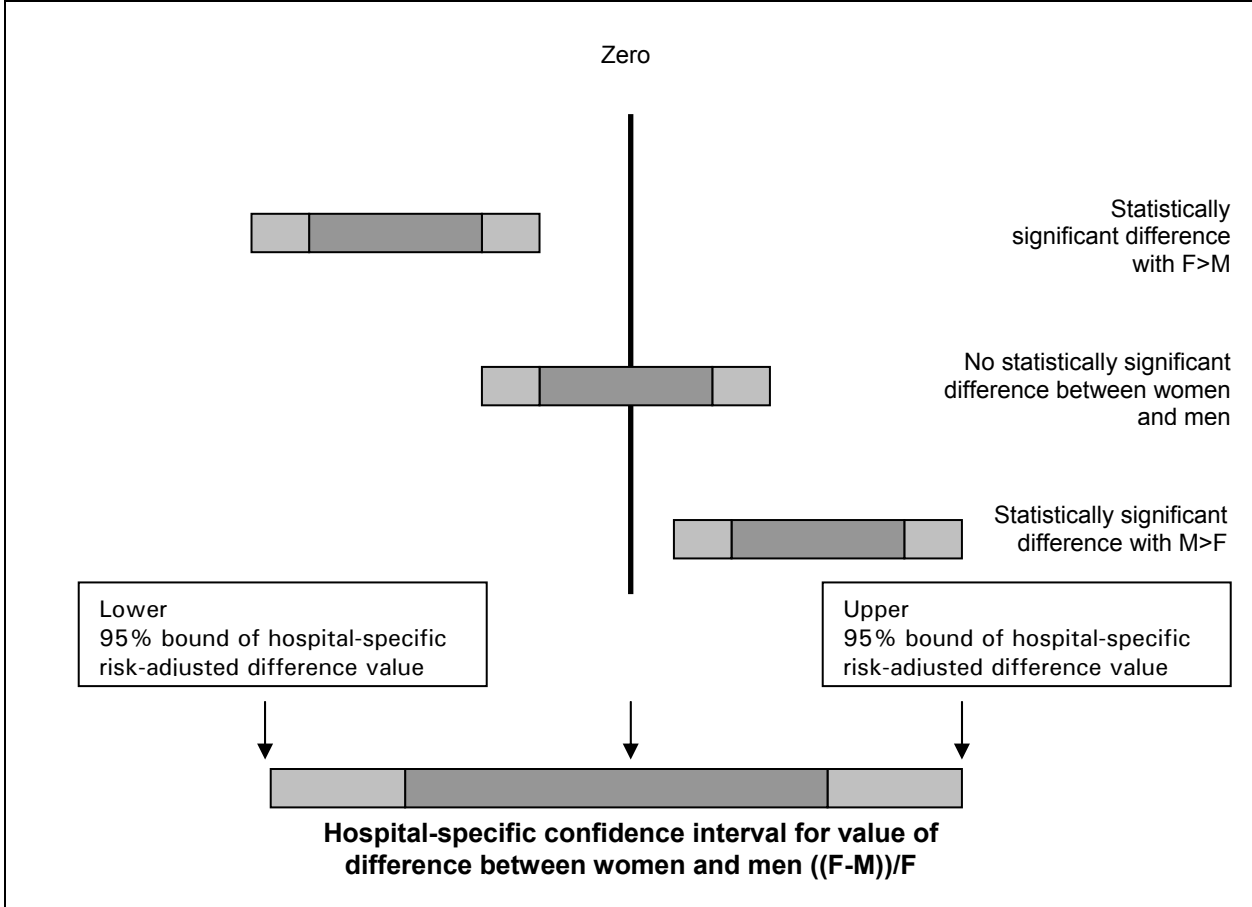 Zero
Statistically
significant difference
with F>M
No statistically significant
difference between women
and men
Statistically significant
difference with M>F
Lower
95% bound of hospital-specific
risk-adjusted difference value
Upper
95% bound of hospital-specific
risk-adjusted difference value
Hospital-specific confidence interval for value of
difference between women and men ((F-M))/F